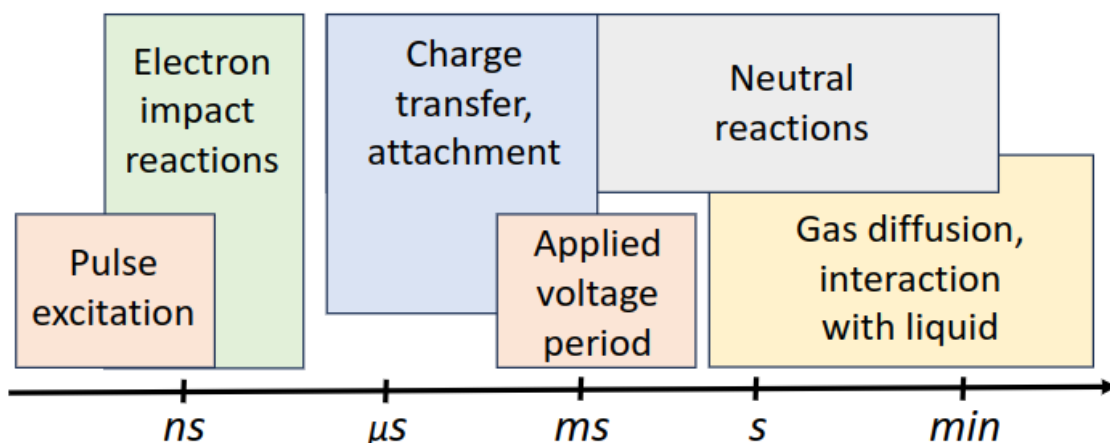 Electron
impact
reactions
Charge
transfer,
attachment
Neutral
reactions
Pulse
excitation
Applied
voltage
period
Gas diffusion,
interaction
with liquid
ns
μs
ms
s
min